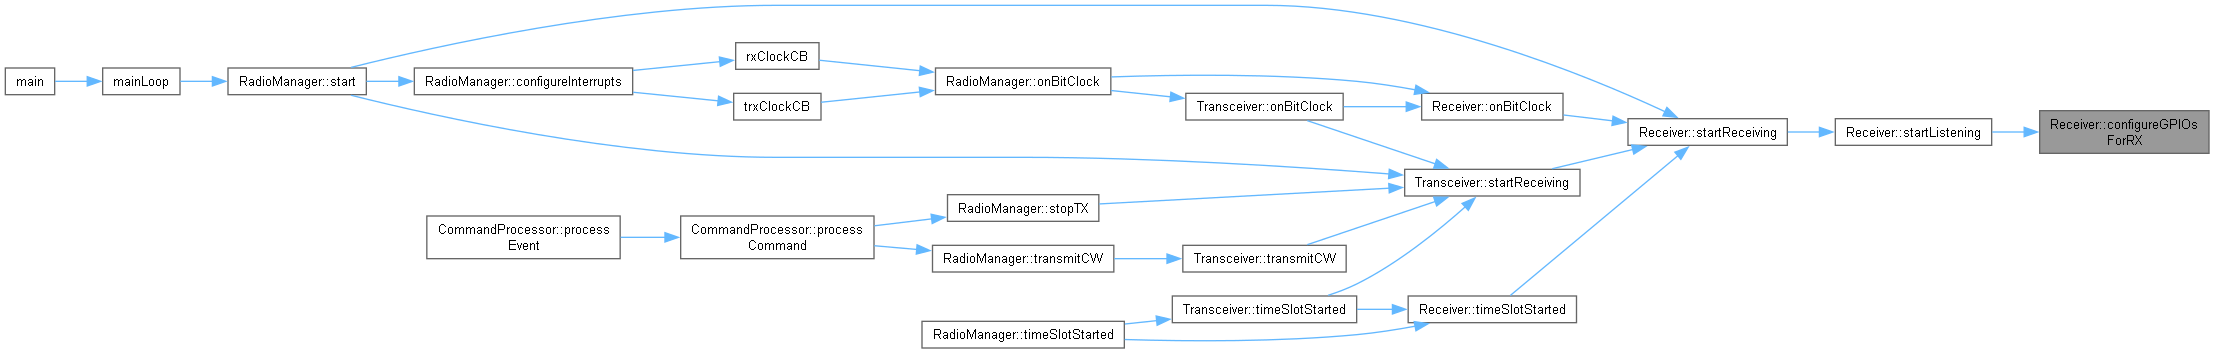 main
mainLoop
RadioManager::start
RadioManager::configureInterrupts
rxClockCB
trxClockCB
RadioManager::onBitClock
Transceiver::onBitClock
Receiver::onBitClock
Receiver::startReceiving
Receiver::startListening
Receiver::configureGPIOs
ForRX
Transceiver::startReceiving
RadioManager::stopTX
CommandProcessor::process
Event
CommandProcessor::process
Command
RadioManager::transmitCW
Transceiver::transmitCW
Transceiver::timeSlotStarted
Receiver::timeSlotStarted
RadioManager::timeSlotStarted